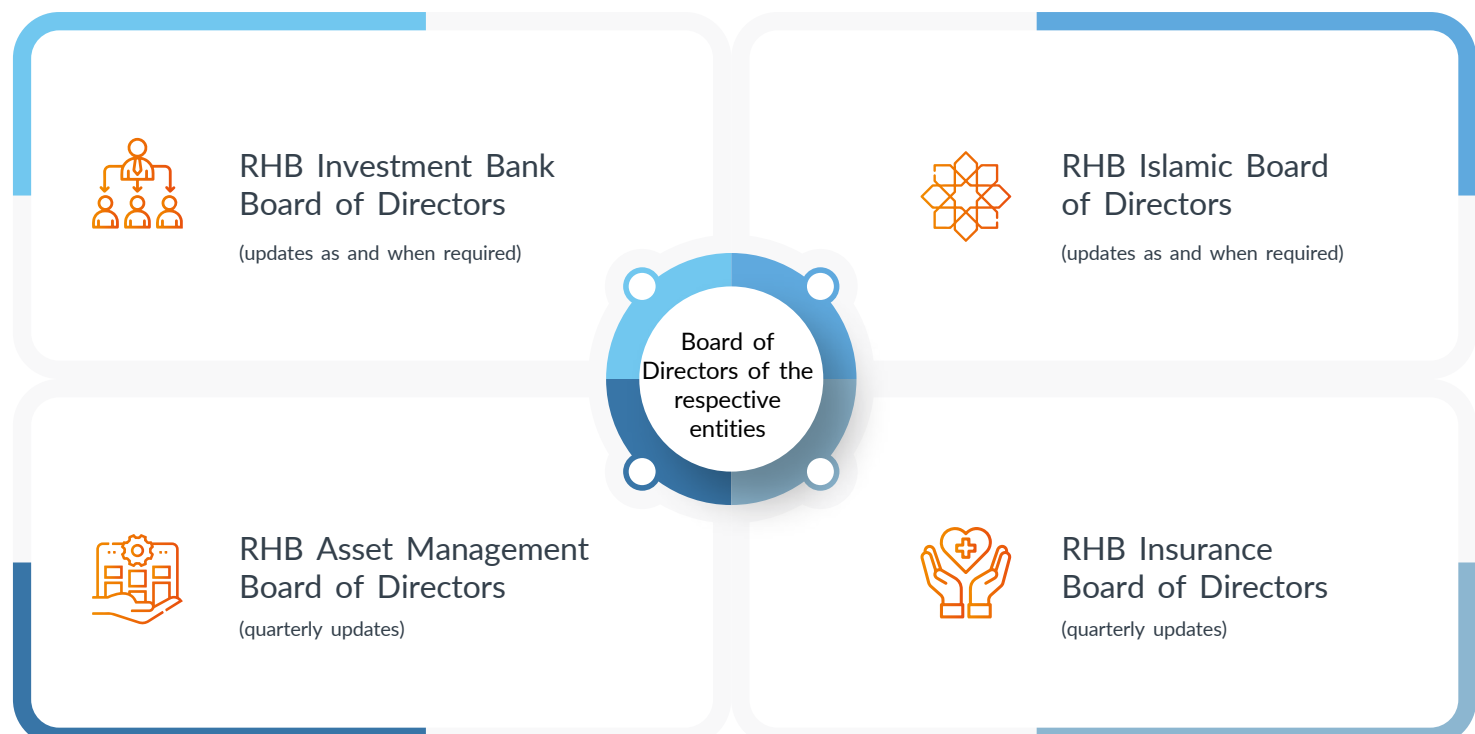 RHB Investment Bank
Board of Directors
(updates as and when required)
RHB Islamic Board
of Directors
(updates as and when required)
Board of
Directors of the
respective
entities
RHB Asset Management
Board of Directors
(quarterly updates)
RHB Insurance
Board of Directors
(quarterly updates)